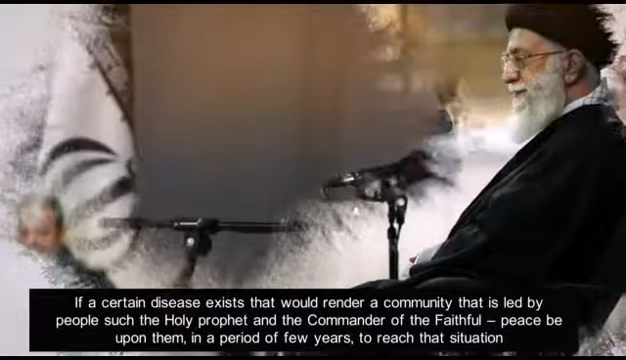 If a certain disease exists that would render a community that is led by
people such the Holy prophet and the Commander of the Faithful – peace be
upon them, in a period of few years, to reach that situation